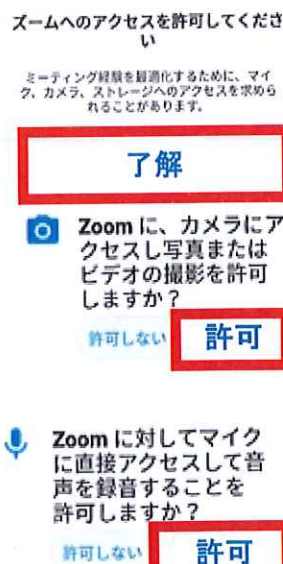 ズームへのアクセスを許可してくださ
い
ミーティング経験を最適化するために、マイ
ク、カメラ、ストレージへのアクセスを求めら
れることがあります。
了解
Zoom に、カメラにア
クセスし写真または
ビデオの撮影を許可
しますか？
許可しない 許可
Zoom に対してマイク
に直接アクセスして音
声を録音することを
許可しますか？
許可しない 許可